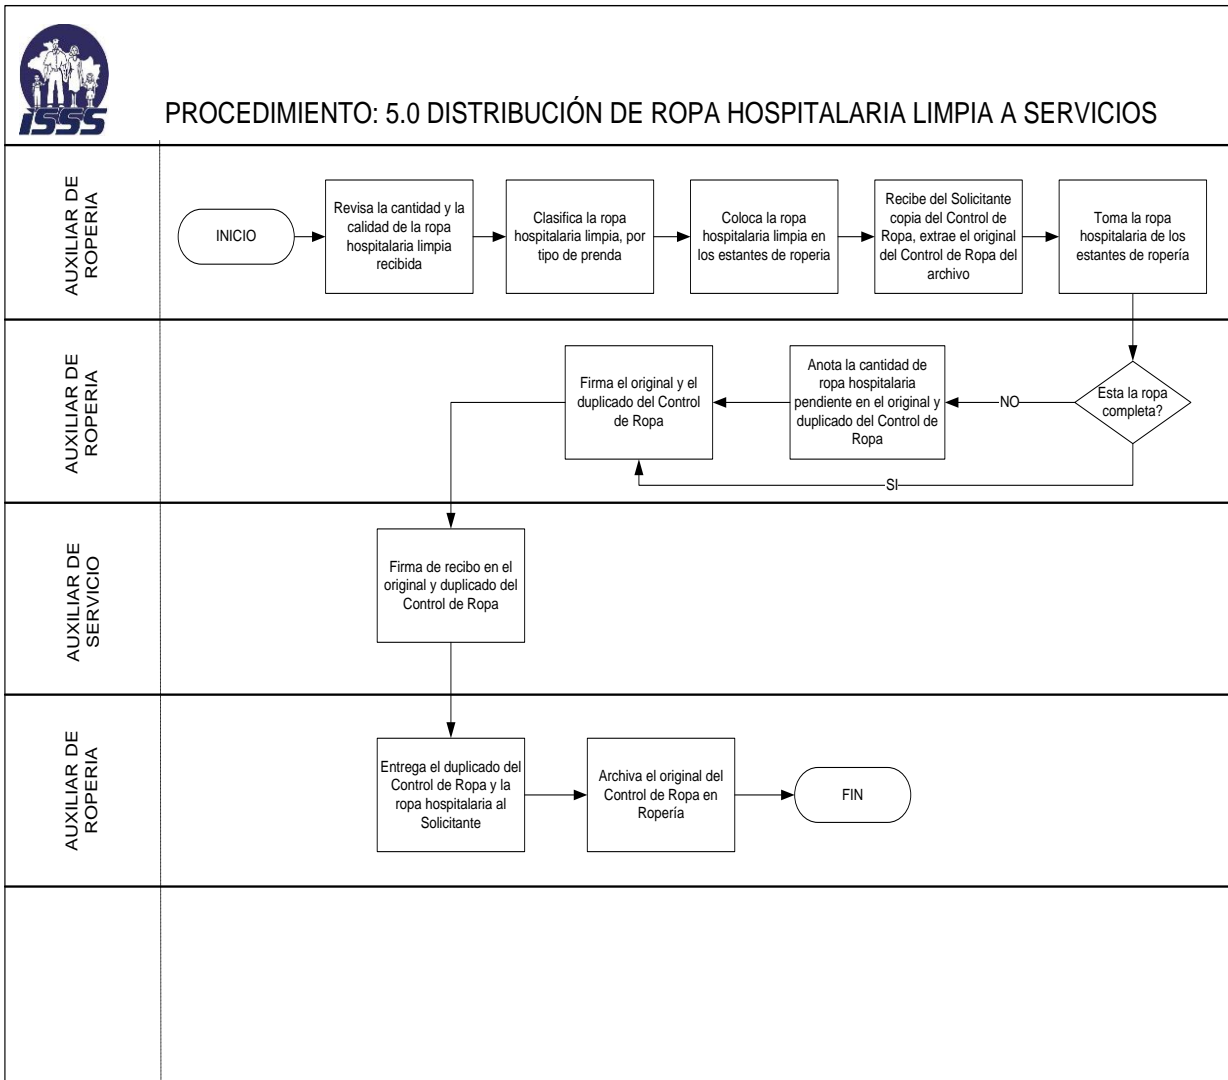 ISSS
PROCEDIMIENTO: 5.0 DISTRIBUCIÓN DE ROPA HOSPITALARIA LIMPIA A SERVICIOS
AUXILIAR DE
ROPERIA
INICIO
Revisa la cantidad y la
calidad de la ropa
hospitalaria limpia
recibida
Clasifica la ropa
hospitalaria limpia, por
tipo de prenda
Coloca la ropa
hospitalaria limpia en
los estantes de roperia
Recibe del Solicitante
copia del Control de
Ropa, extrae el original
del Control de Ropa del
archivo
Toma la ropa
hospitalaria de los
estantes de ropería
AUXILIAR DE
ROPERIA
Esta la ropa
completa?
NO
Anota la cantidad de
ropa hospitalaria
pendiente en el original y
duplicado del Control de
Ropa
Firma el original y el
duplicado del Control
de Ropa
SI
AUXILIAR DE
SERVICIO
Firma de recibo en el
original y duplicado del
Control de Ropa
AUXILIAR DE
ROPERIA
Entrega el duplicado del
Control de Ropa y la
ropa hospitalaria al
Solicitante
Archiva el original del
Control de Ropa en
Ropería
FIN